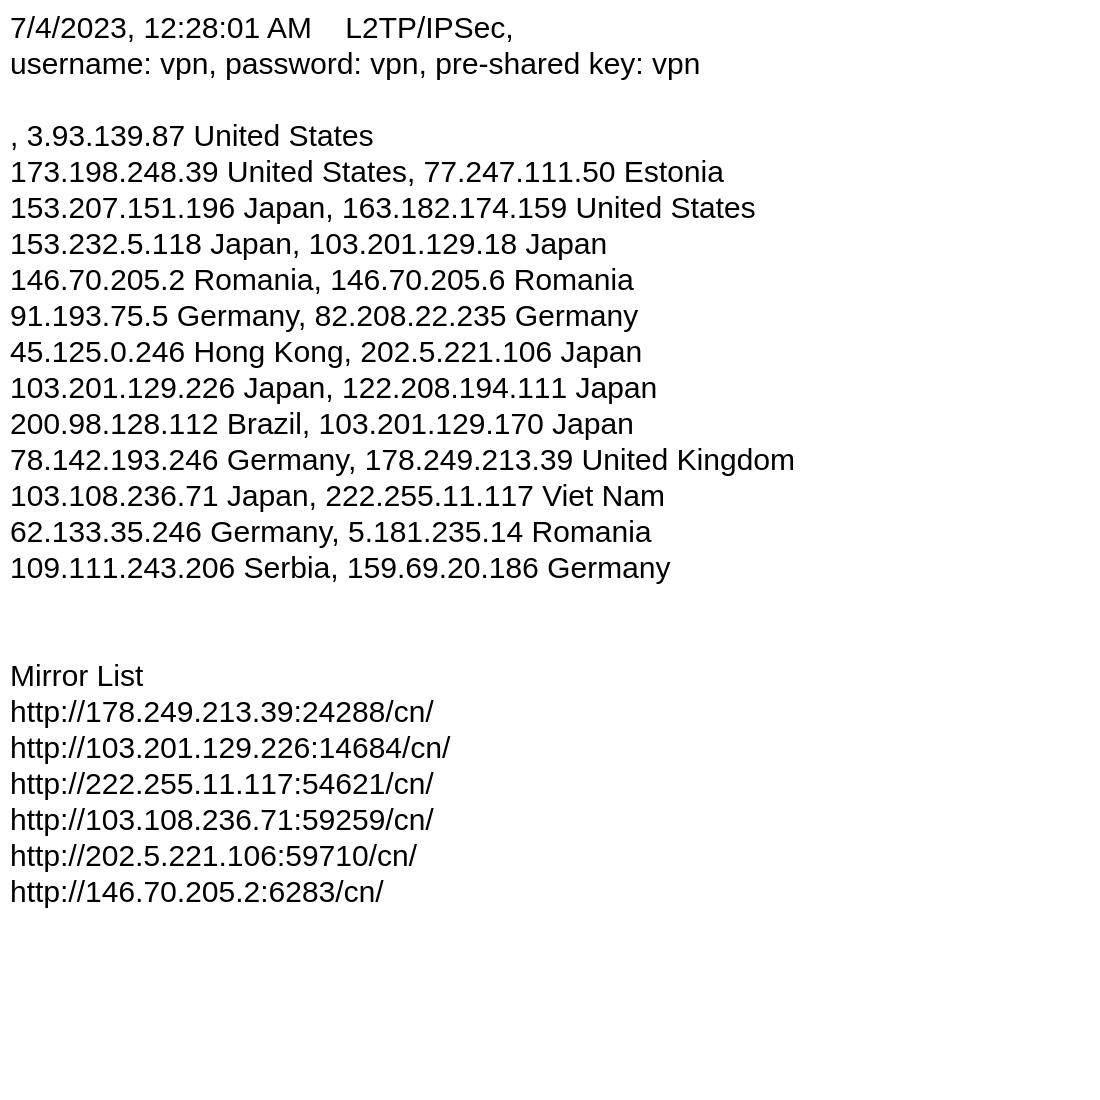 7/4/2023, 12:28:01 AM    L2TP/IPSec,
username: vpn, password: vpn, pre-shared key: vpn
, 3.93.139.87 United States
173.198.248.39 United States, 77.247.111.50 Estonia
153.207.151.196 Japan, 163.182.174.159 United States
153.232.5.118 Japan, 103.201.129.18 Japan
146.70.205.2 Romania, 146.70.205.6 Romania
91.193.75.5 Germany, 82.208.22.235 Germany
45.125.0.246 Hong Kong, 202.5.221.106 Japan
103.201.129.226 Japan, 122.208.194.111 Japan
200.98.128.112 Brazil, 103.201.129.170 Japan
78.142.193.246 Germany, 178.249.213.39 United Kingdom
103.108.236.71 Japan, 222.255.11.117 Viet Nam
62.133.35.246 Germany, 5.181.235.14 Romania
109.111.243.206 Serbia, 159.69.20.186 Germany
Mirror List
http://178.249.213.39:24288/cn/
http://103.201.129.226:14684/cn/
http://222.255.11.117:54621/cn/
http://103.108.236.71:59259/cn/
http://202.5.221.106:59710/cn/
http://146.70.205.2:6283/cn/